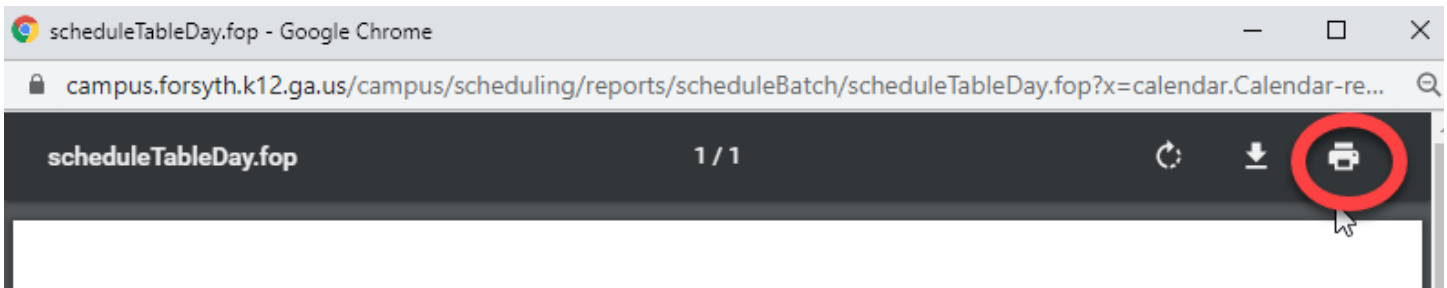 scheduleTableDay.fop - Google Chrome
campus.forsyth.k12.ga.us/campus/scheduling/reports/scheduleBatch/scheduleTableDay.fop?x=calendar.Calendar-re...
scheduleTableDay.fop 1 / 1